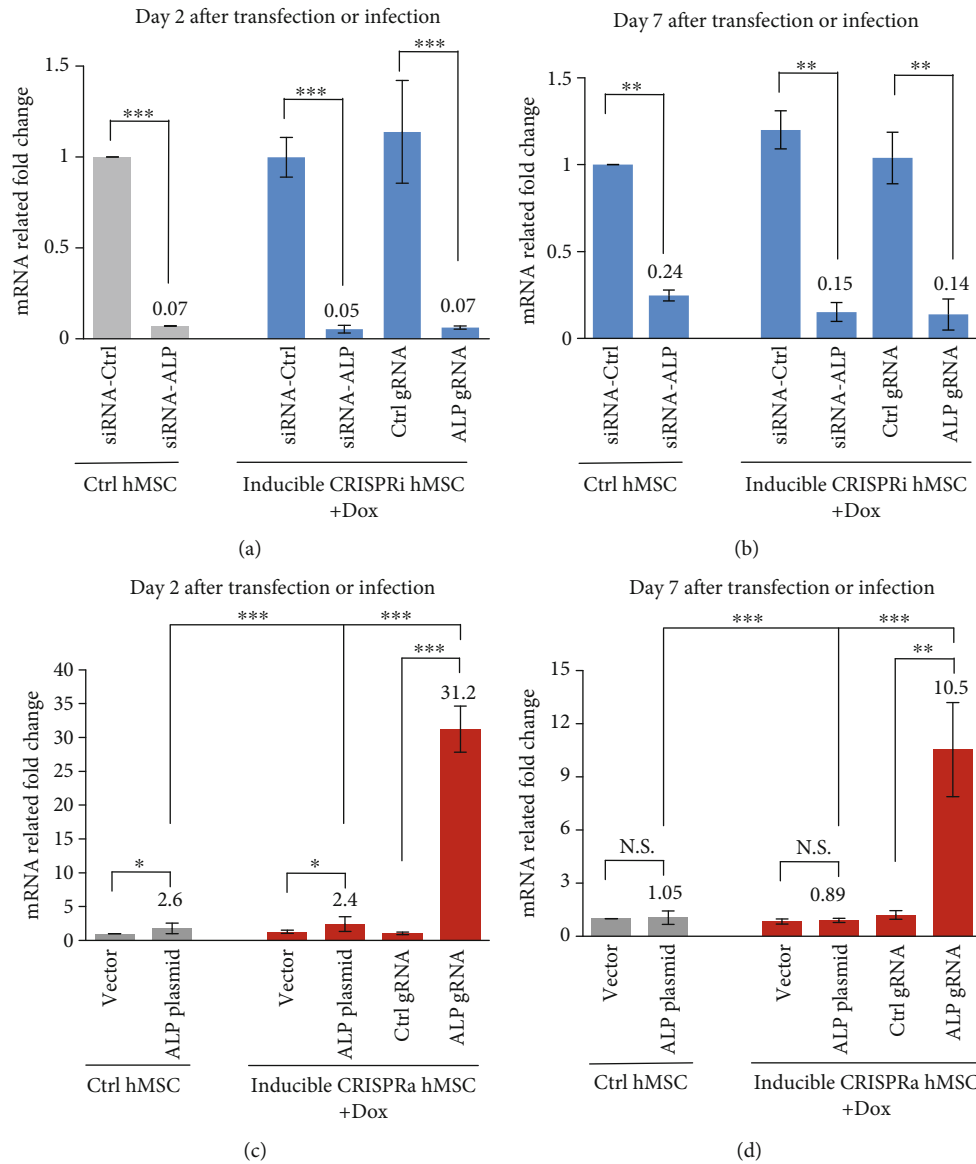 Day 2 after transfection or infection
***
***
***
1.5
1
0.5
0
mRNA related fold change
0.07
0.05
0.07
siRNA-Ctrl
siRNA-ALP
siRNA-Ctrl
siRNA-ALP
Ctrl gRNA
ALP gRNA
Ctrl hMSC
Inducible CRISPRi hMSC
+Dox
(a)
Day 7 after transfection or infection
**
**
**
1.5
1
0.5
0
mRNA related fold change
0.24
0.15
0.14
siRNA-Ctrl
siRNA-ALP
siRNA-Ctrl
siRNA-ALP
Ctrl gRNA
ALP gRNA
Ctrl hMSC
Inducible CRISPRi hMSC
+Dox
(b)
Day 2 after transfection or infection
***
***
***
40
35
30
25
20
15
10
5
0
mRNA related fold change
31.2
*
*
2.6
2.4
Vector
ALP plasmid
Vector
ALP plasmid
Ctrl gRNA
ALP gRNA
Ctrl hMSC
Inducible CRISPRa hMSC
+Dox
(c)
Day 7 after transfection or infection
***
***
**
15
12
9
6
3
0
mRNA related fold change
10.5
N.S.
N.S.
1.05
0.89
Vector
ALP plasmid
Vector
ALP plasmid
Ctrl gRNA
ALP gRNA
Ctrl hMSC
Inducible CRISPRa hMSC
+Dox
(d)